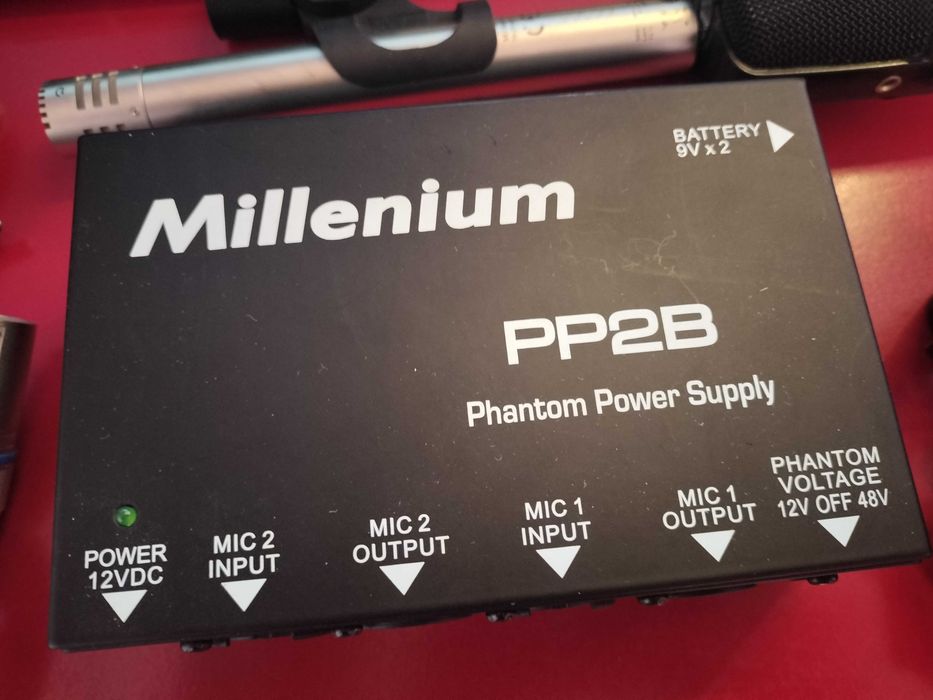 BATTERY
9V x 2
Millenium
PP2B
Phantom Power Supply
POWER
12VDC
MIC 2
INPUT
MIC 2
OUTPUT
MIC 1
INPUT
MIC 1
OUTPUT
PHANTOM
VOLTAGE
12V OFF 48V